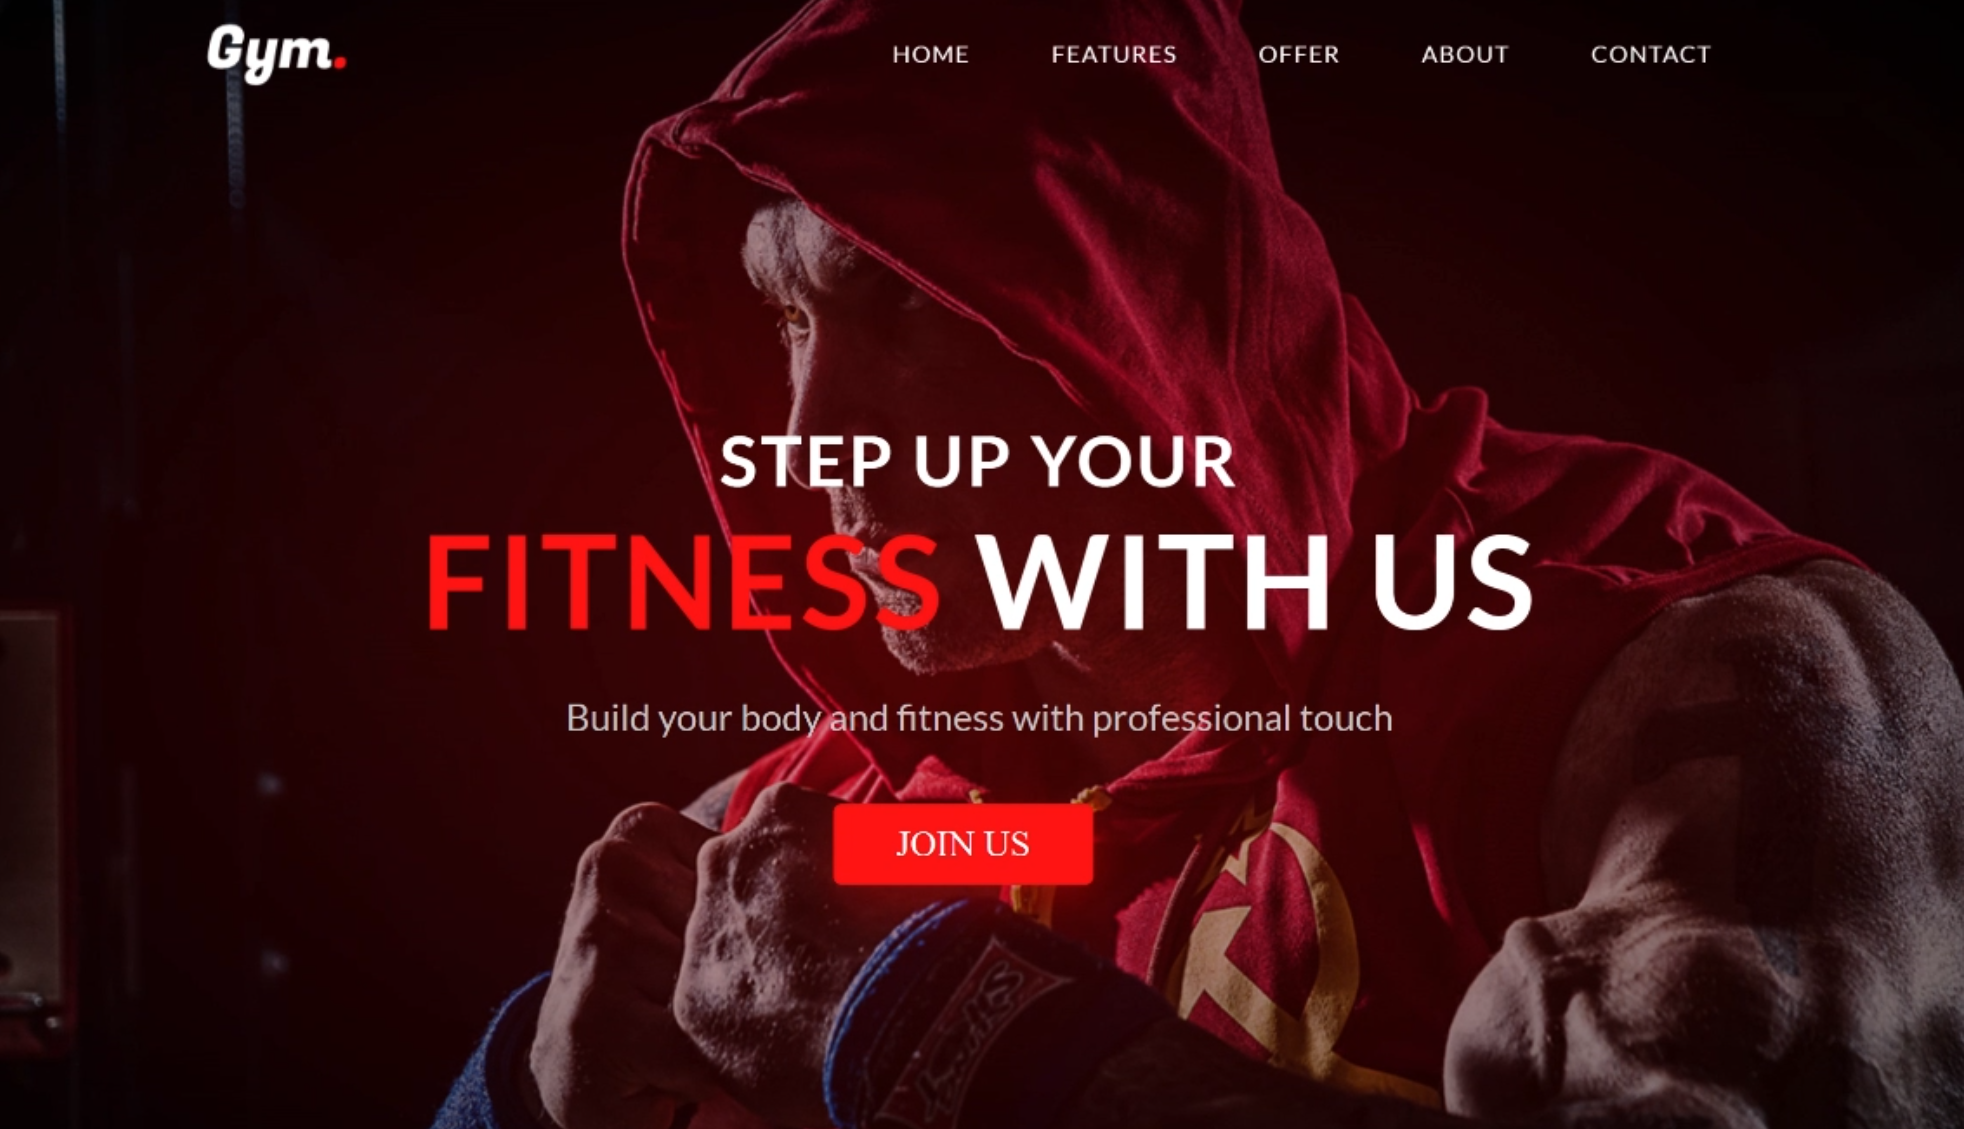 Gym.
HOME FEATURES OFFER ABOUT CONTACT
STEP UP YOUR
FITNESS WITH US
Build your body and fitness with professional touch
JOIN US